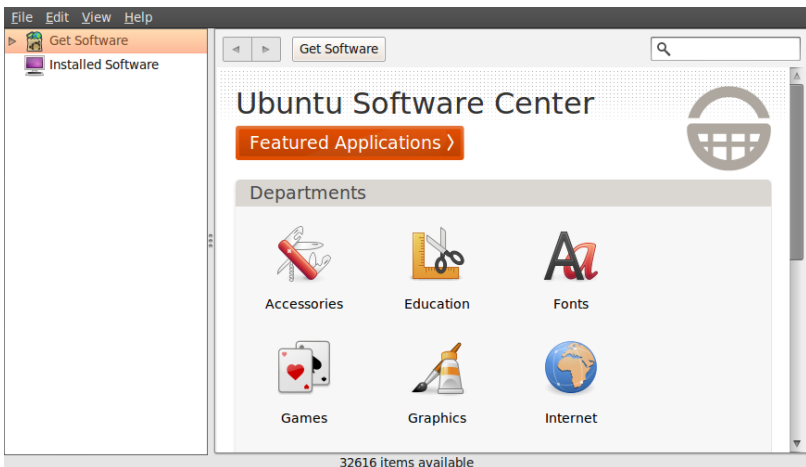 File Edit View Help
Get Software
Installed Software
Get Software
Ubuntu Software Center
Featured Applications 〉
Departments
Accessories Education Fonts
Games Graphics Internet
32616 items available